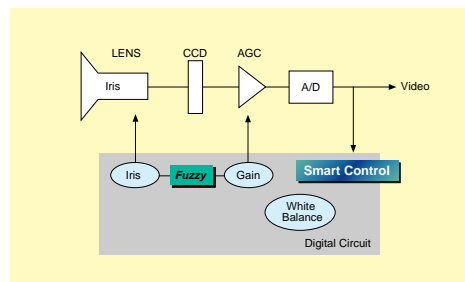 LENS CCD AGC
Iris A/D Video
Iris Fuzzy Gain Smart Control
White
Balance
Digital Circuit